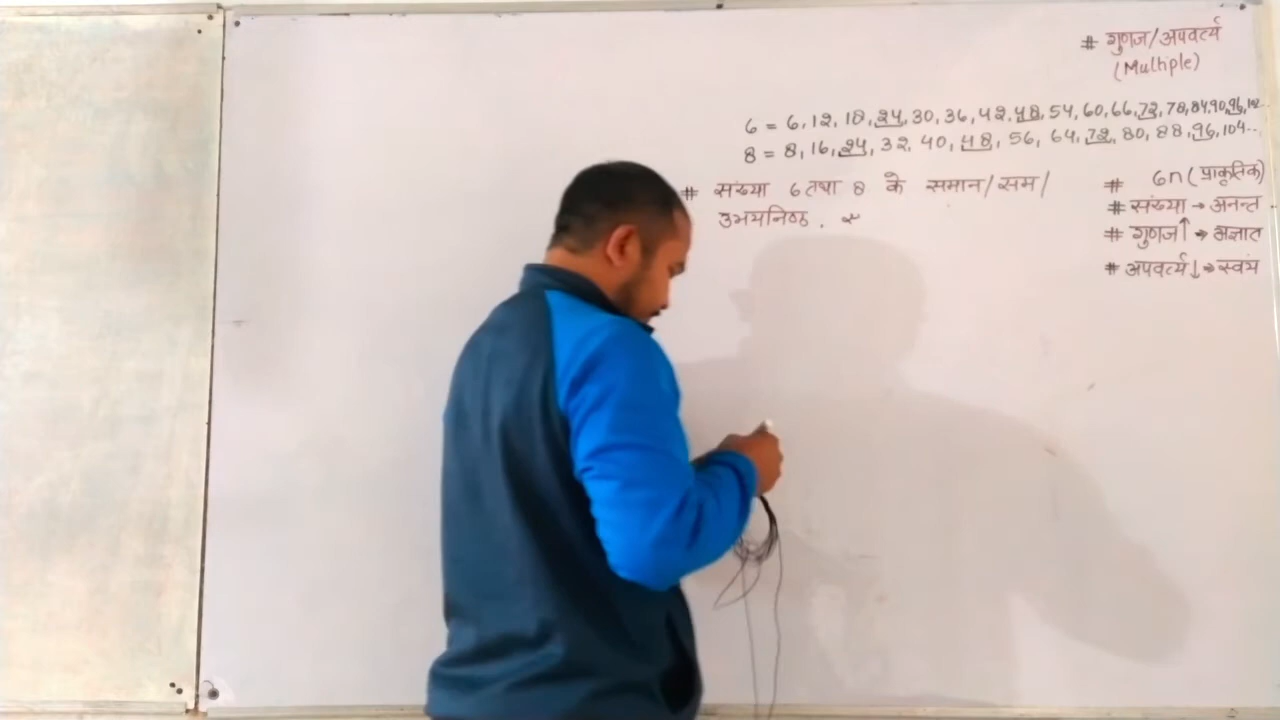 # गुणज/अपवर्त्य
(Multiple)
6 = 6, 12, 18, 24, 30, 36, 42, 48, 54, 60, 66, 72, 78, 84, 90, 96, 102...
8 = 8, 16, 24, 32, 40, 48, 56, 64, 72, 80, 88, 96, 104...
# संख्या 6 तथा 8 के समान/सम/
उभयनिष्ठ .
# 6n (प्राकृतिक)
# संख्या → अनन्त
# गुणज↑ → अज्ञात
# अपवर्त्य↓ → स्वयं